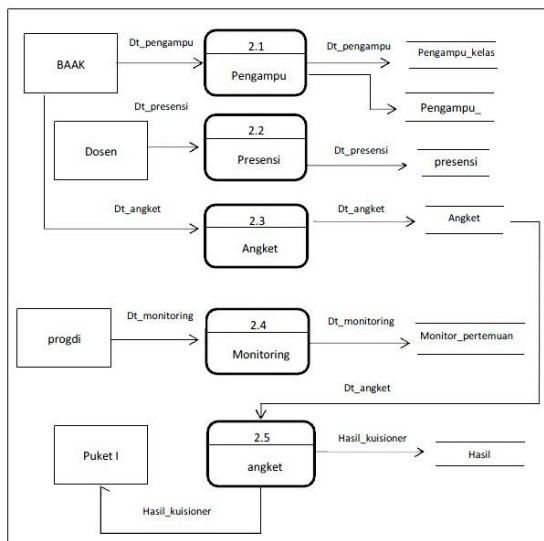 Dt_pengampu
2.1
Dt_pengampu
Pengampu_kelas
BAAK
Pengampu
Pengampu_
Dt_presensi
2.2
Dosen
Presensi
Dt_presensi
presensi
Dt_angket
2.3
Dt_angket
Angket
Angket
Dt_monitoring
2.4
Dt_monitoring
progdi
Monitoring
Monitor_pertemuan
Dt_angket
2.5
Hasil_kuisioner
Puket I
angket
Hasil
Hasil_kuisioner